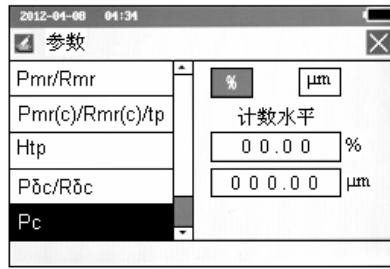 2012-04-08 04:34
参数
Pmr/Rmr
Pmr(c)/Rmr(c)/tp
Htp
Pδc/Rδc
Pc
% μm
计数水平
00.00 %
000.00 μm